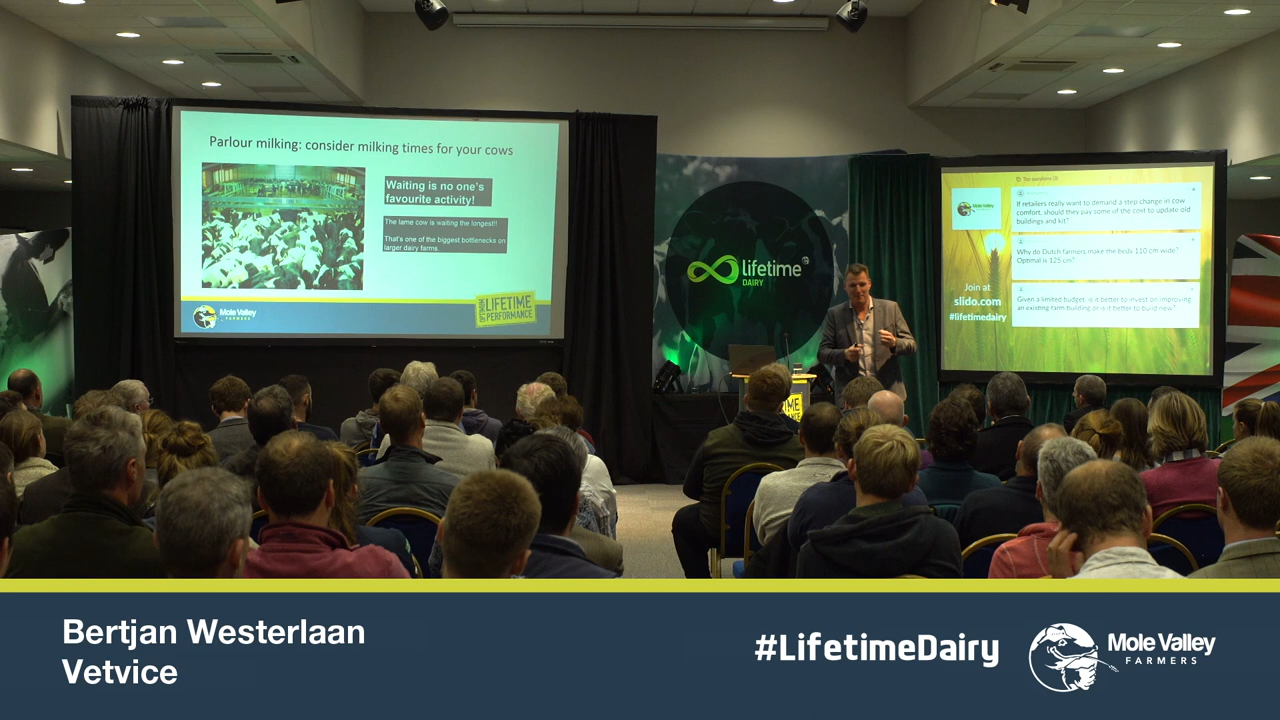 Parlour milking: consider milking times for your cows
Waiting is no one's
favourite activity!
The lame cow is waiting the longest!!
That's one of the biggest bottlenecks on
larger dairy farms.
Mole Valley
FARMERS
LIFETIME
PERFORMANCE
lifetime
DAIRY
Join at
slido.com
#lifetimedairy
If retailers really want to demand a step change in cow
comfort, should they pay some of the cost to update old
buildings and kit?
Why do Dutch farmers make the beds 110 cm wide?
Optimal is 125 cm?
Given a limited budget, is it better to invest on improving
an existing farm building or is it better to build new?
Bertjan Westerlaan
Vetvice
#LifetimeDairy
Mole Valley
FARMERS